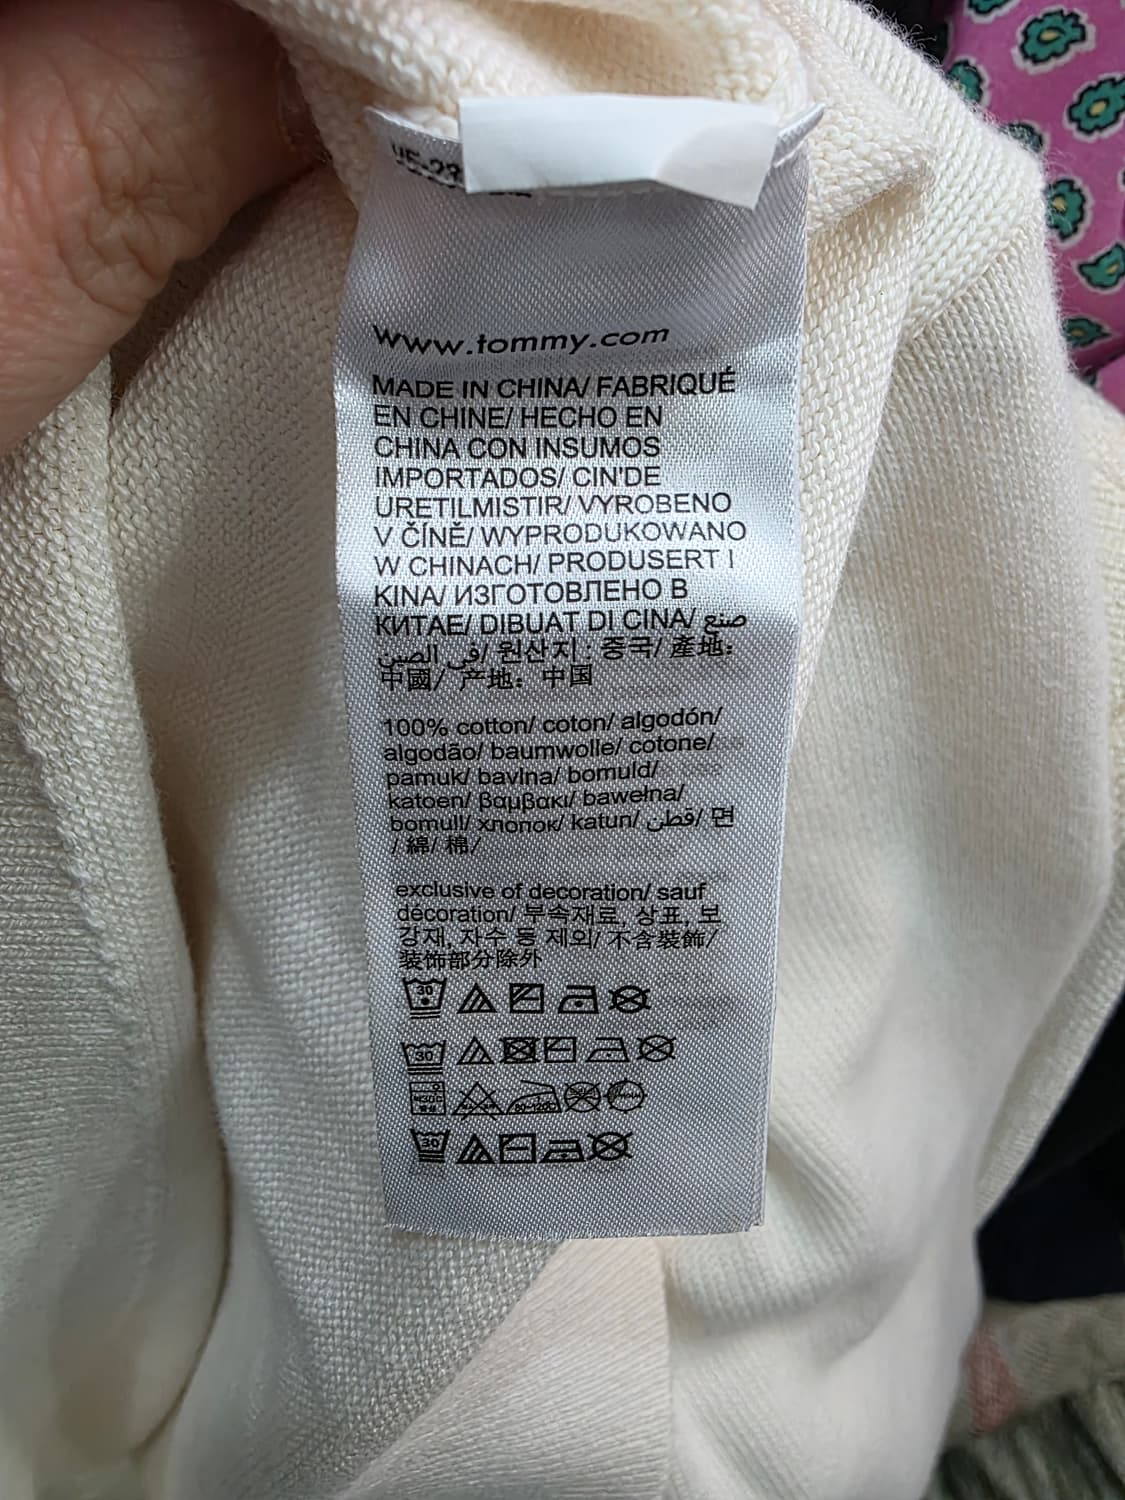 www.tommy.com
MADE IN CHINA/ FABRIQUÉ
EN CHINE/ HECHO EN
CHINA CON INSUMOS
IMPORTADOS/ CIN'DE
URETILMISTIR/ VYROBENO
V ČÍNĚ/ WYPRODUKOWANO
W CHINACH/ PRODUSERT I
KINA/ ИЗГОТОВЛЕНО В
КИТАЕ/ DIBUAT DI CINA/ صنع
في الصين/ 원산지: 중국/ 產地:
中國/ 产地: 中国
100% cotton/ coton/ algodón/
algodão/ baumwolle/ cotone/
pamuk/ bavlna/ bomuld/
katoen/ βαμβακι/ bawełna/
bomull/ хлопок/ katun/ قطن/ 면
/ 綿/ 棉/
exclusive of decoration/ sauf
décoration/ 부속재료, 상표, 보
강재, 자수 등 제외/ 不含裝飾/
装饰部分除外
30
30
30